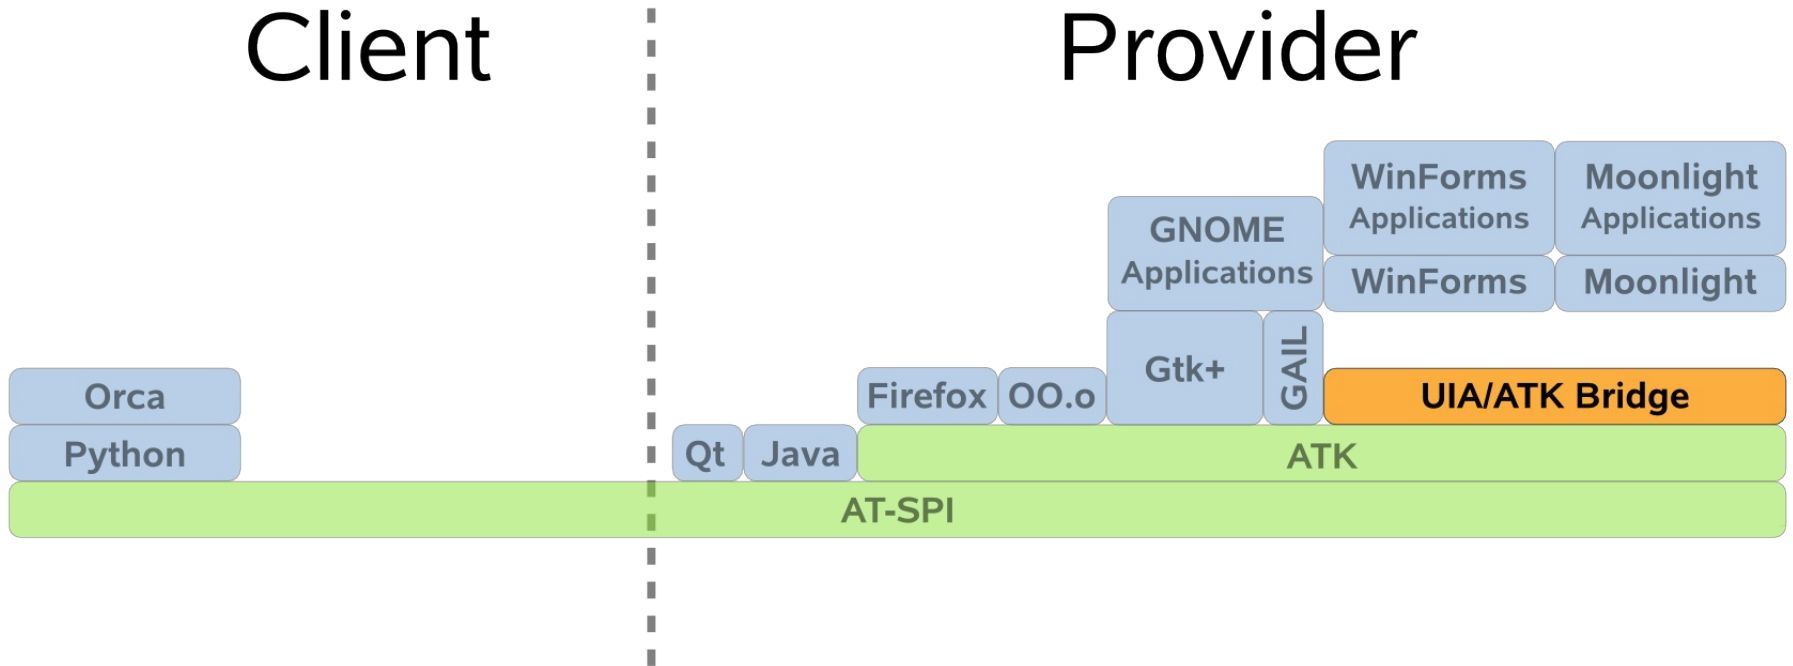 Client
Provider
WinForms
Applications
Moonlight
Applications
GNOME
Applications
WinForms
Moonlight
Gtk+
GAIL
Orca
Firefox
OO.o
UIA/ATK Bridge
Python
Qt
Java
ATK
AT-SPI